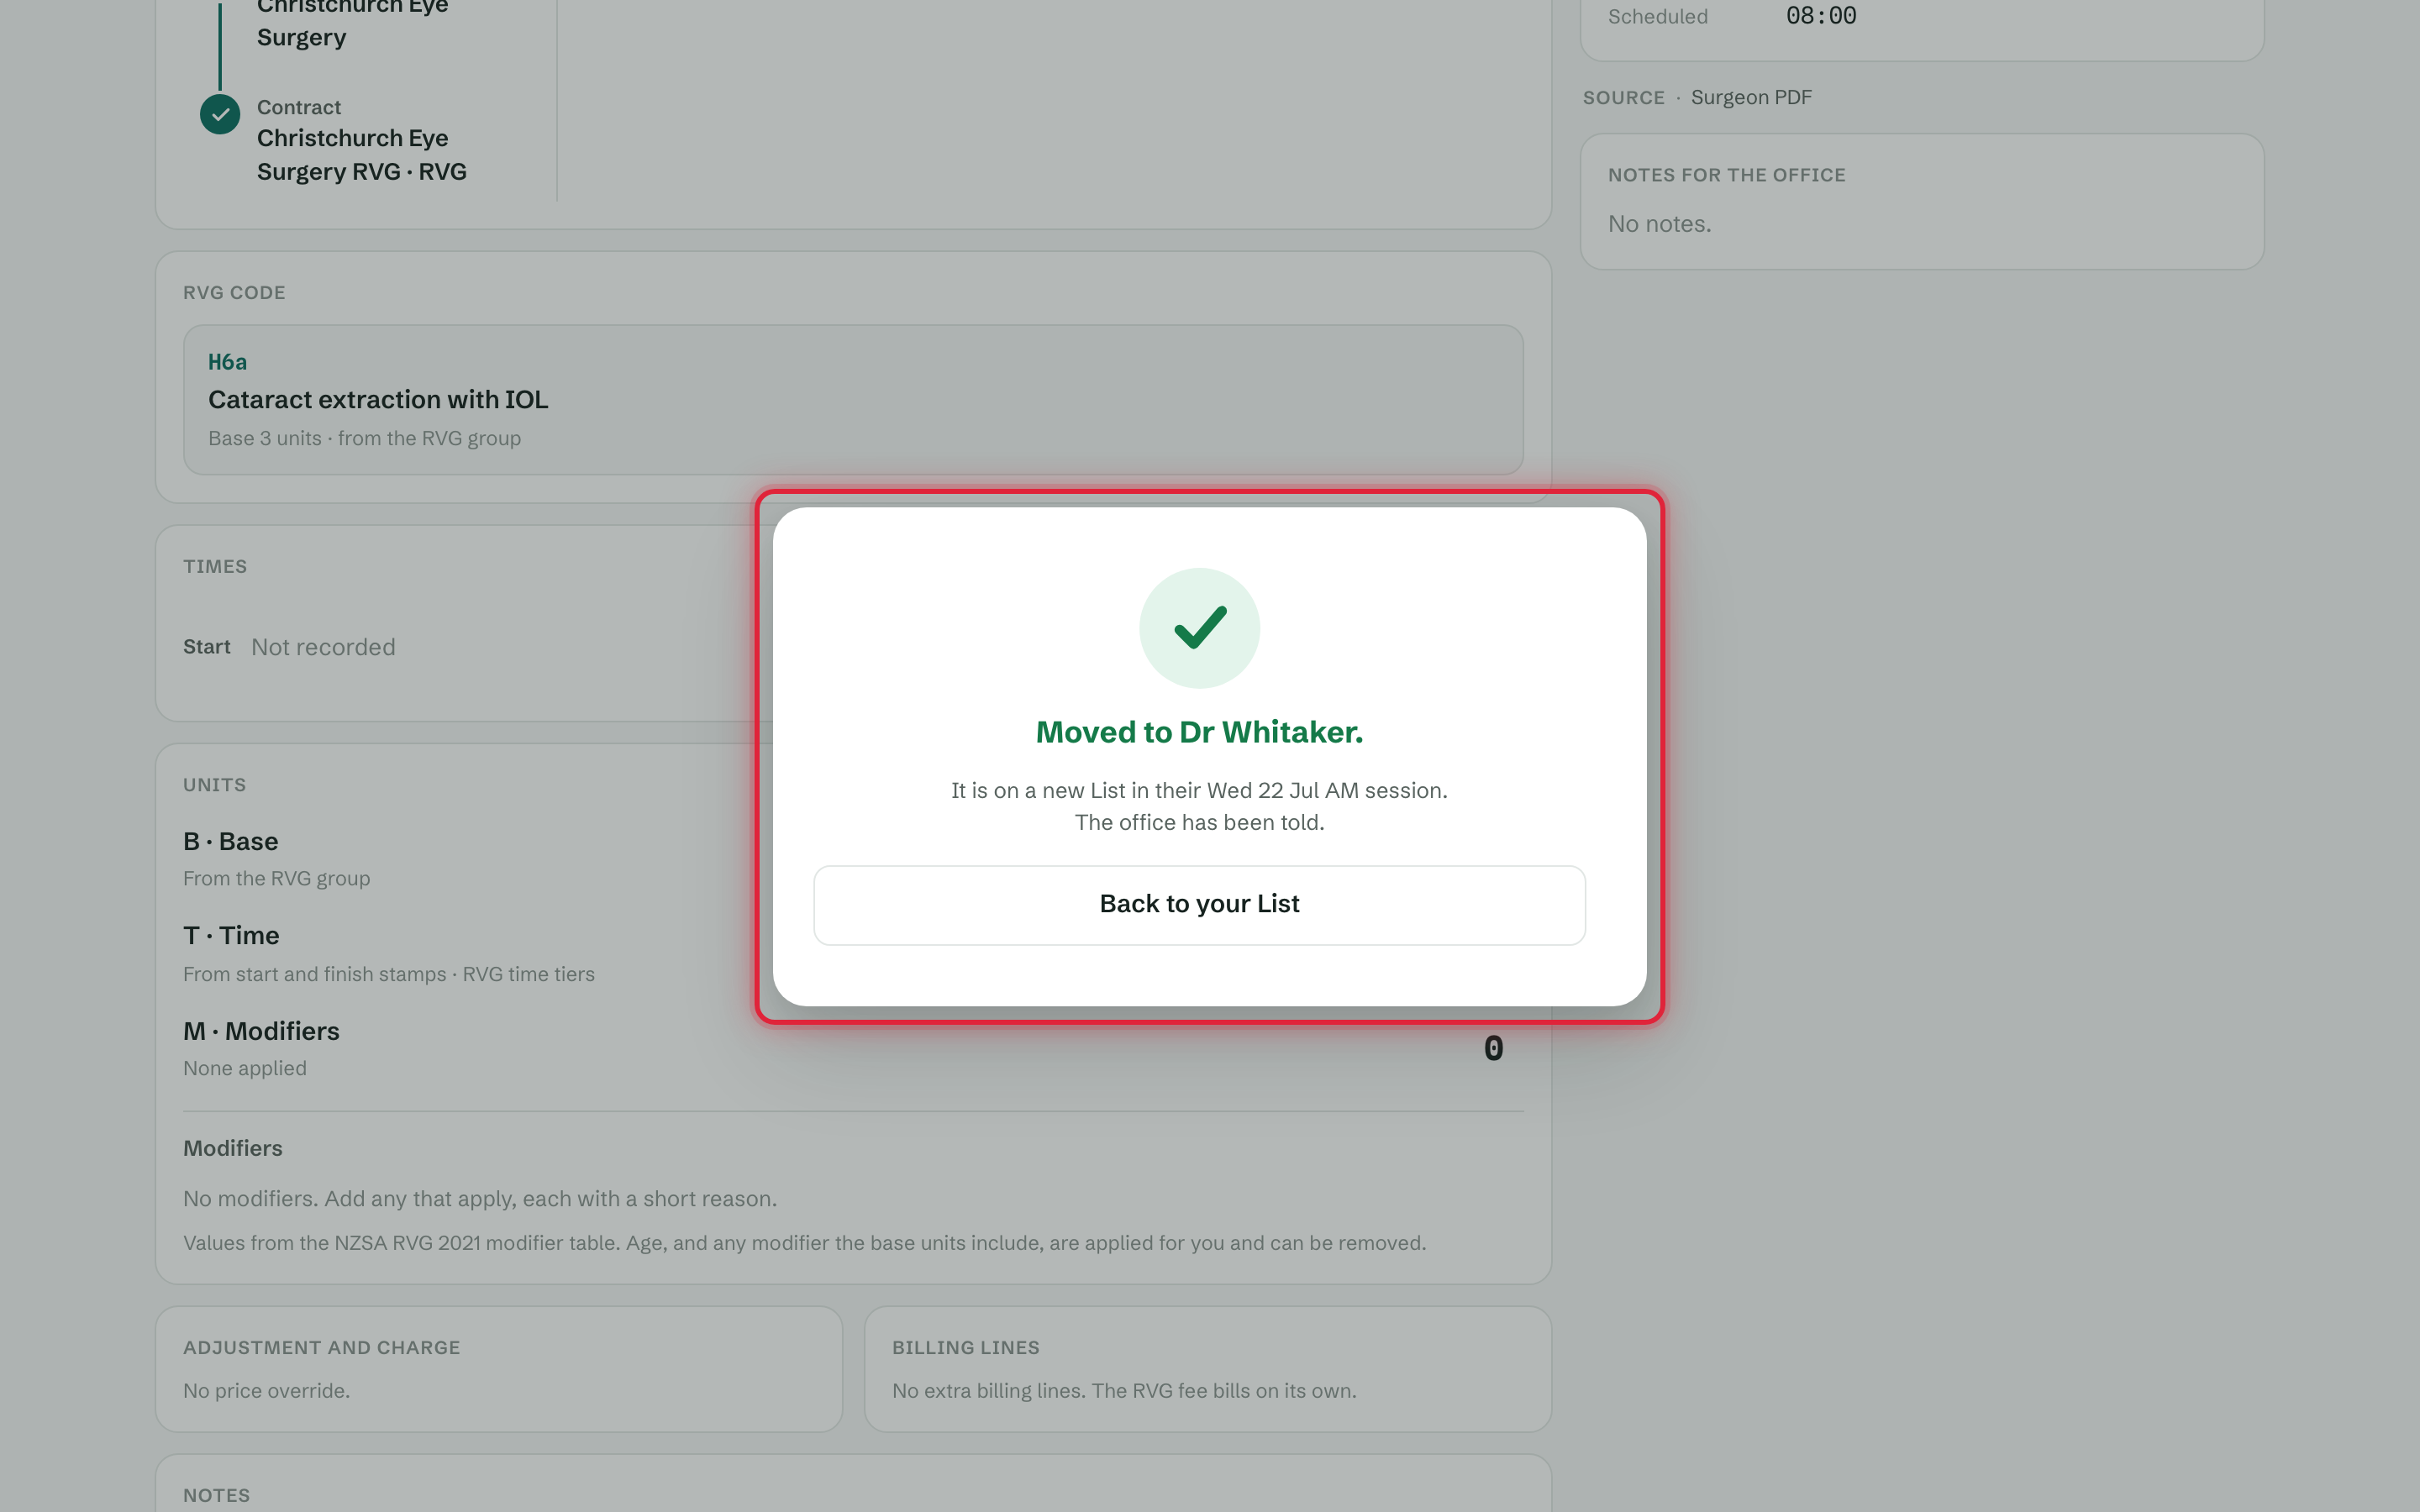 Christchurch Eye
Surgery
Contract
Christchurch Eye
Surgery RVG · RVG
Scheduled 08:00
SOURCE · Surgeon PDF
NOTES FOR THE OFFICE
No notes.
RVG CODE
H6a
Cataract extraction with IOL
Base 3 units · from the RVG group
TIMES
Start Not recorded
UNITS
B · Base
From the RVG group
T · Time
From start and finish stamps · RVG time tiers
M · Modifiers
None applied
0
Modifiers
No modifiers. Add any that apply, each with a short reason.
Values from the NZSA RVG 2021 modifier table. Age, and any modifier the base units include, are applied for you and can be removed.
ADJUSTMENT AND CHARGE
No price override.
BILLING LINES
No extra billing lines. The RVG fee bills on its own.
NOTES
Moved to Dr Whitaker.
It is on a new List in their Wed 22 Jul AM session.
The office has been told.
Back to your List